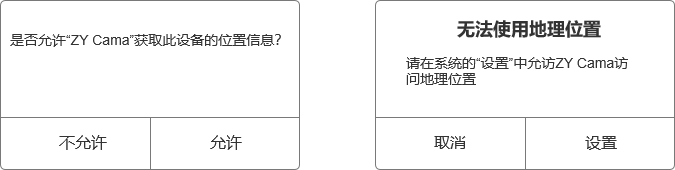 是否允许“ZY Cama”获取此设备的位置信息?
不允许
允许
无法使用地理位置
请在系统的“设置”中允访ZY Cama访
问地理位置
取消
设置